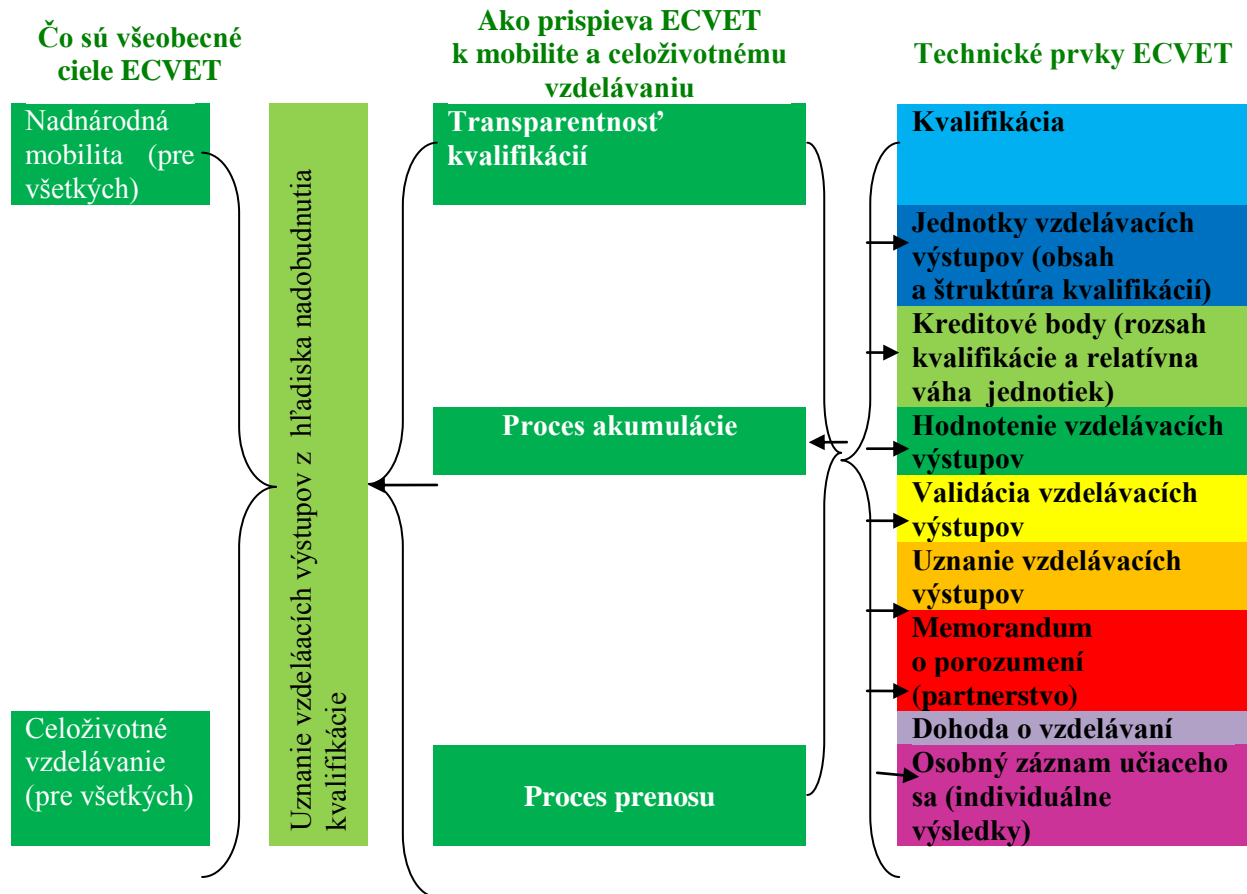 Čo sú všeobecné
ciele ECVET
Nadnárodná
mobilita (pre
všetkých)
Celoživotné
vzdelávanie
(pre všetkých)
Uznanie vzdeláacích výstupov z hľadiska nadobudnutia
kvalifikácie
Ako prispieva ECVET
k mobilite a celoživotnému
vzdelávaniu
Transparentnosť
kvalifikácií
Proces akumulácie
Proces prenosu
Technické prvky ECVET
Kvalifikácia
Jednotky vzdelávacích
výstupov (obsah
a štruktúra kvalifikácií)
Kreditové body (rozsah
kvalifikácie a relatívna
váha jednotiek)
Hodnotenie vzdelávacích
výstupov
Validácia vzdelávacích
výstupov
Uznanie vzdelávacích
výstupov
Memorandum
o porozumení
(partnerstvo)
Dohoda o vzdelávaní
Osobný záznam učiaceho
sa (individuálne
výsledky)